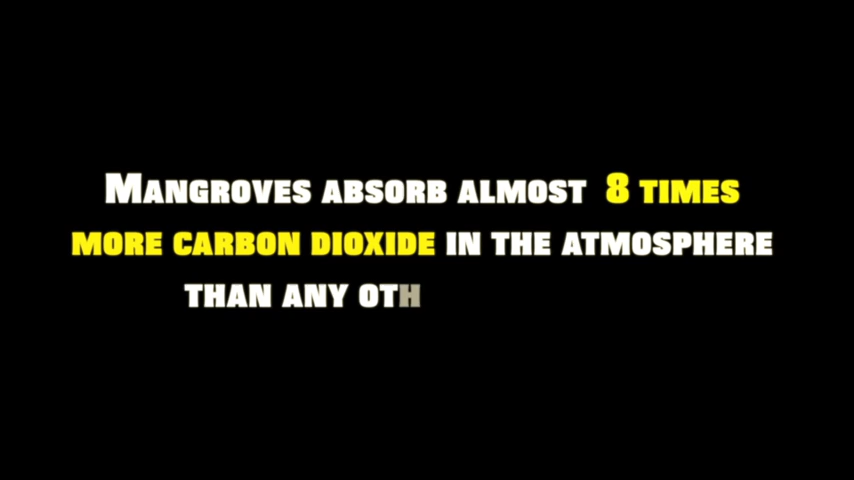 Mangroves absorb almost 8 times
more carbon dioxide in the atmosphere
than any oth